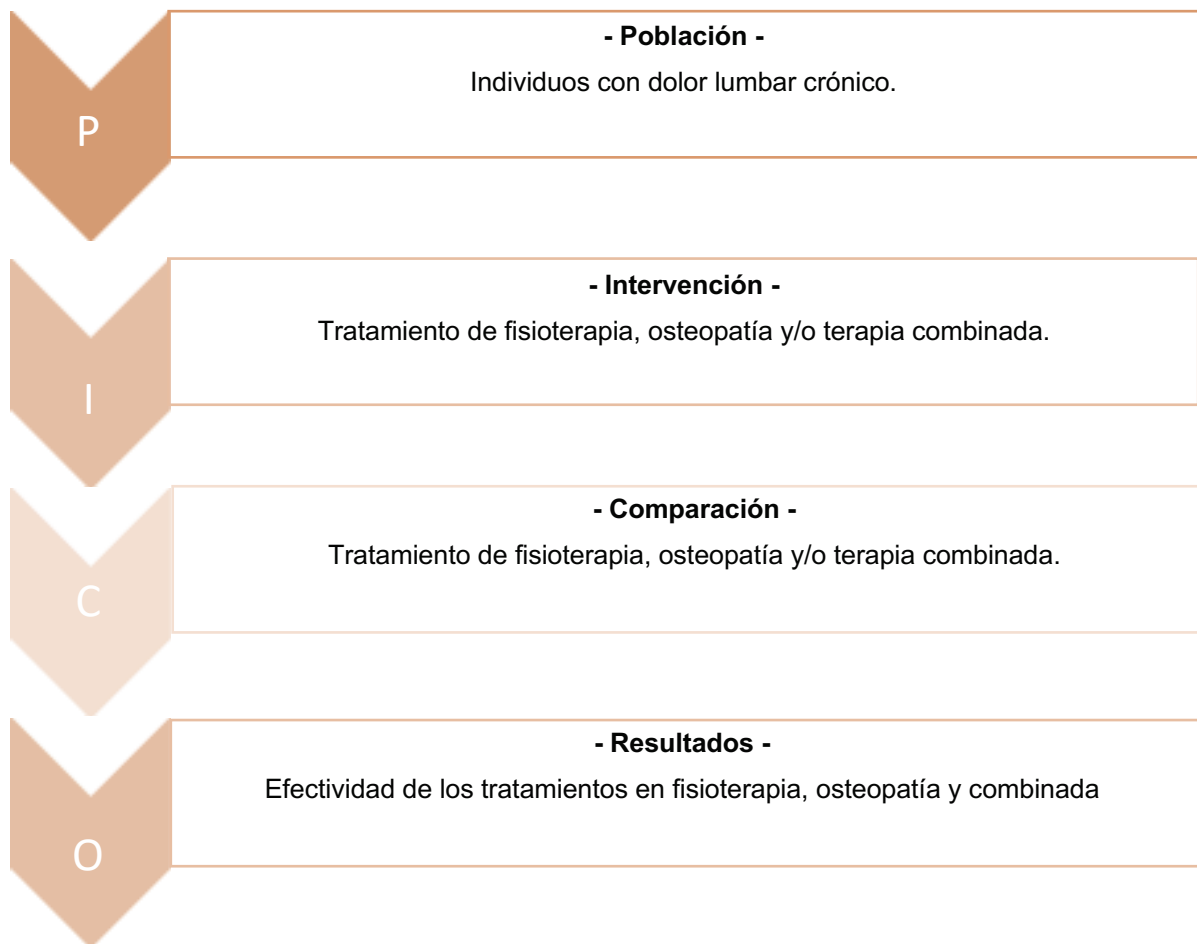 - Población -
Individuos con dolor lumbar crónico.
P
- Intervención -
Tratamiento de fisioterapia, osteopatía y/o terapia combinada.
I
- Comparación -
Tratamiento de fisioterapia, osteopatía y/o terapia combinada.
C
- Resultados -
Efectividad de los tratamientos en fisioterapia, osteopatía y combinada
O